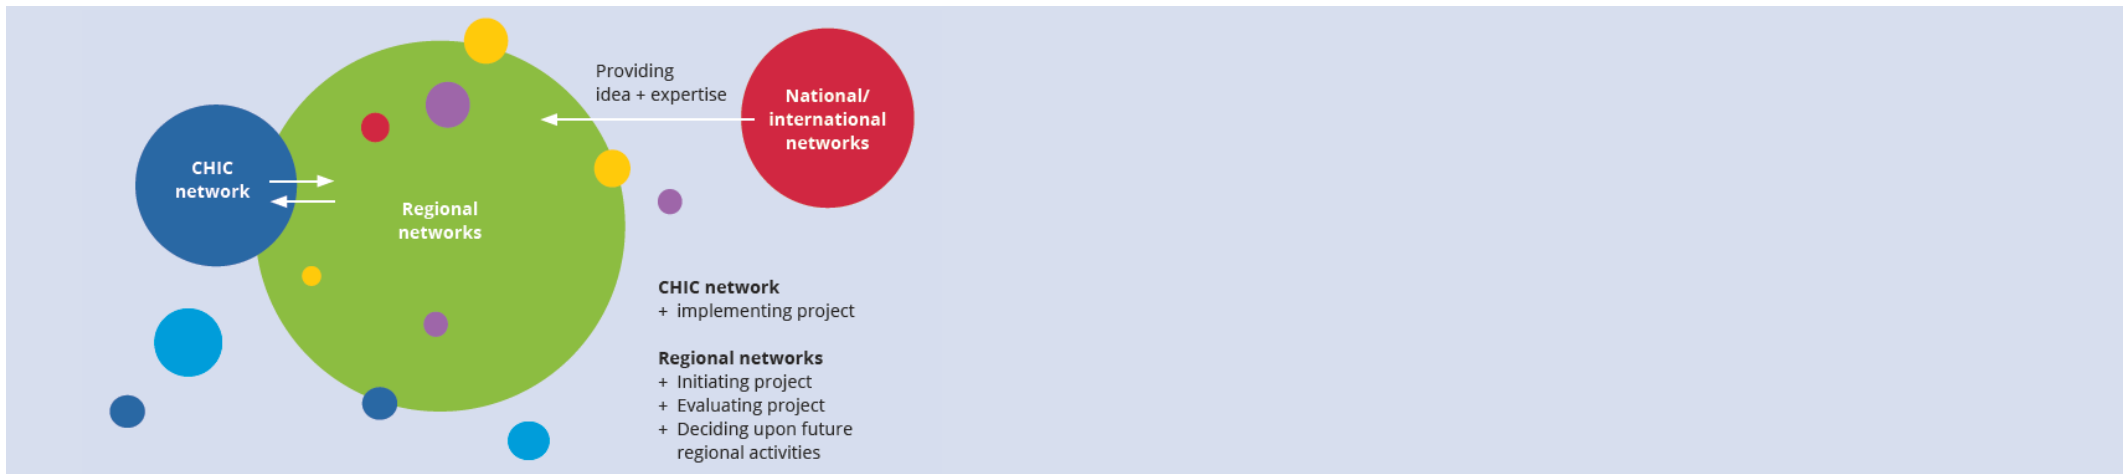 Providing
idea + expertise
National/
international
networks
CHIC
network
Regional
networks
CHIC network
+ implementing project
Regional networks
+ Initiating project
+ Evaluating project
+ Deciding upon future
regional activities